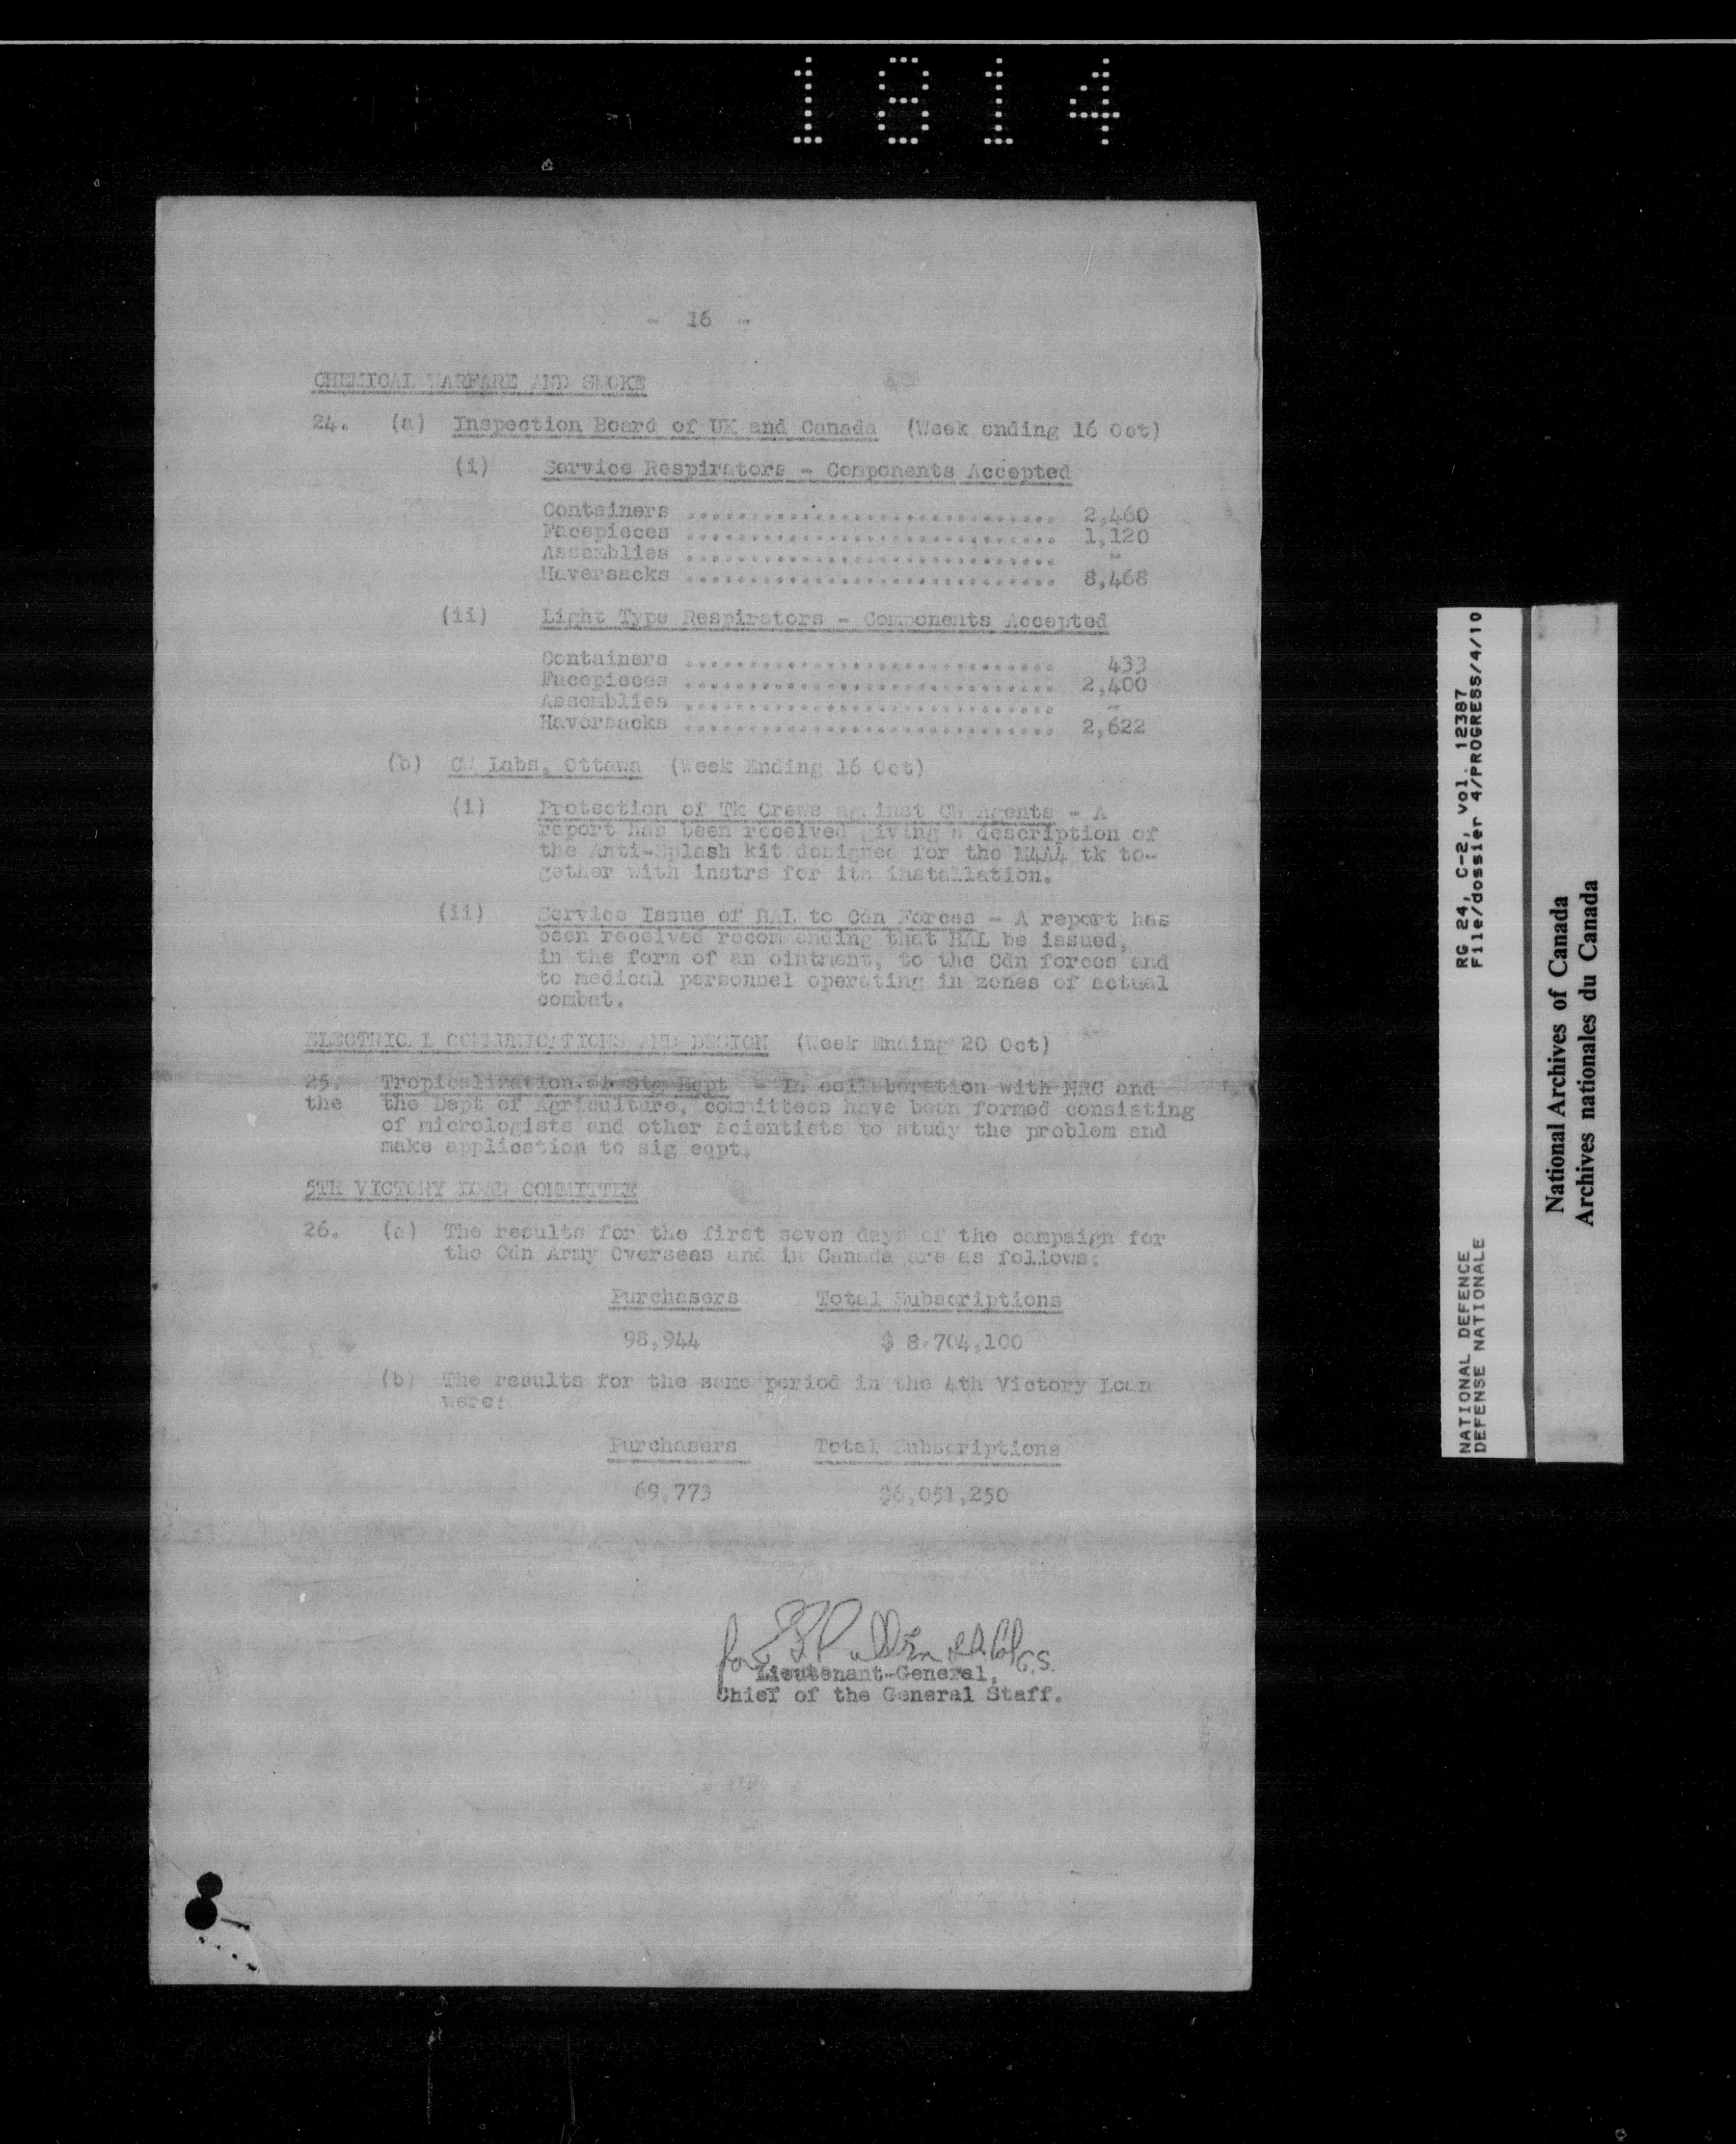 1814
- 16 -
CHEMICAL WARFARE AND SMOKE
24. (a) Inspection Board of UK and Canada (Week ending 16 Oct)
(i) Service Respirators - Components Accepted
Containers .............................. 2,460
Facepieces .............................. 1,120
Assemblies .............................. -
Haversacks .............................. 8,468
(ii) Light Type Respirators - Components Accepted
Containers .............................. 433
Facepieces .............................. 2,400
Assemblies .............................. -
Haversacks .............................. 2,622
(b) CW Labs, Ottawa (Week Ending 16 Oct)
(i) Protection of Tk Crews against CW Agents - A
report has been received giving a description of
the Anti-Splash kit designed for the M4A4 tk to-
gether with instrs for its installation.
(ii) Service Issue of BAL to Cdn Forces - A report has
been received recommending that BAL be issued,
in the form of an ointment, to the Cdn forces and
to medical personnel operating in zones of actual
combat.
ELECTRICAL COMMUNICATIONS AND DESIGN (Week Ending 20 Oct)
25. Tropicalization of Sig Eqpt - In collaboration with NRC and
the the Dept of Agriculture, committees have been formed consisting
of micrologists and other scientists to study the problem and
make application to sig eqpt.
5TH VICTORY LOAN COMMITTEE
26. (a) The results for the first seven days of the campaign for
the Cdn Army Overseas and in Canada are as follows:
Purchasers Total Subscriptions
98,944 $ 8.704,100
(b) The results for the same period in the 4th Victory Loan
were:
Purchasers Total Subscriptions
69,773 $6,051,250
for G.S.
Lieutenant-General,
Chief of the General Staff.
NATIONAL DEFENCE RG 24, C-2, vol. 12387
DEFENSE NATIONALE File/dossier 4/PROGRESS/4/10
National Archives of Canada
Archives nationales du Canada